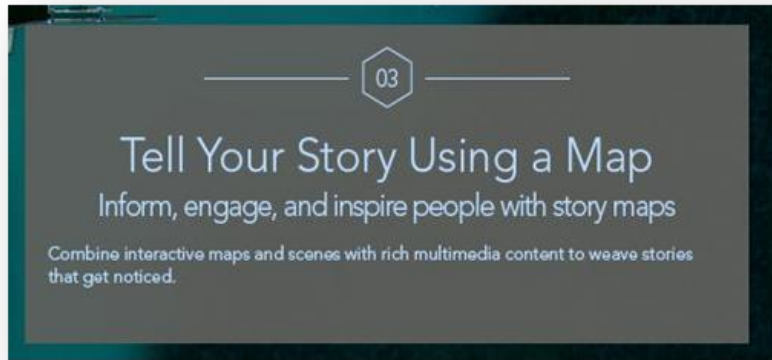 03
Tell Your Story Using a Map
Inform, engage, and inspire people with story maps
Combine interactive maps and scenes with rich multimedia content to weave stories
that get noticed.